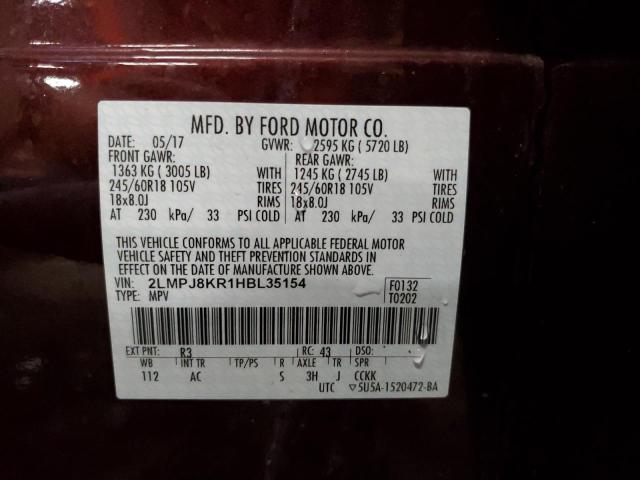 MFD. BY FORD MOTOR CO.
DATE: 05/17 GVWR: 2595 KG ( 5720 LB)
FRONT GAWR: REAR GAWR:
1363 KG ( 3005 LB) WITH 1245 KG ( 2745 LB) WITH
245/60R18 105V TIRES 245/60R18 105V TIRES
18x8.0J RIMS 18x8.0J RIMS
AT 230 kPa/ 33 PSI COLD AT 230 kPa/ 33 PSI COLD
THIS VEHICLE CONFORMS TO ALL APPLICABLE FEDERAL MOTOR
VEHICLE SAFETY AND THEFT PREVENTION STANDARDS IN
EFFECT ON THE DATE OF MANUFACTURE SHOWN ABOVE.
VIN: 2LMPJ8KR1HBL35154 F0132
TYPE: MPV T0202
EXT PNT: R3 RC: 43 DSO:
WB INT TR TP/PS R AXLE TR SPR
112 AC S 3H J CCKK
UTC ▽5U5A-1520472-BA